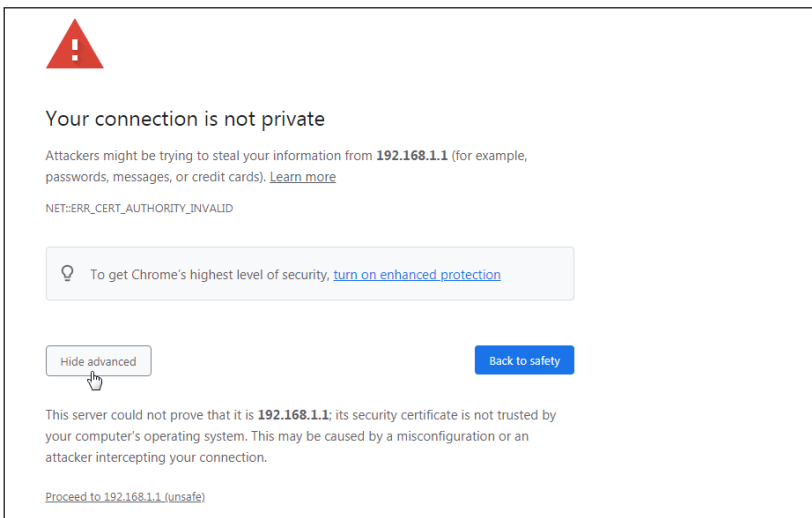 Your connection is not private
Attackers might be trying to steal your information from 192.168.1.1 (for example,
passwords, messages, or credit cards). Learn more
NET::ERR_CERT_AUTHORITY_INVALID
To get Chrome's highest level of security, turn on enhanced protection
Hide advanced
Back to safety
This server could not prove that it is 192.168.1.1; its security certificate is not trusted by
your computer's operating system. This may be caused by a misconfiguration or an
attacker intercepting your connection.
Proceed to 192.168.1.1 (unsafe)